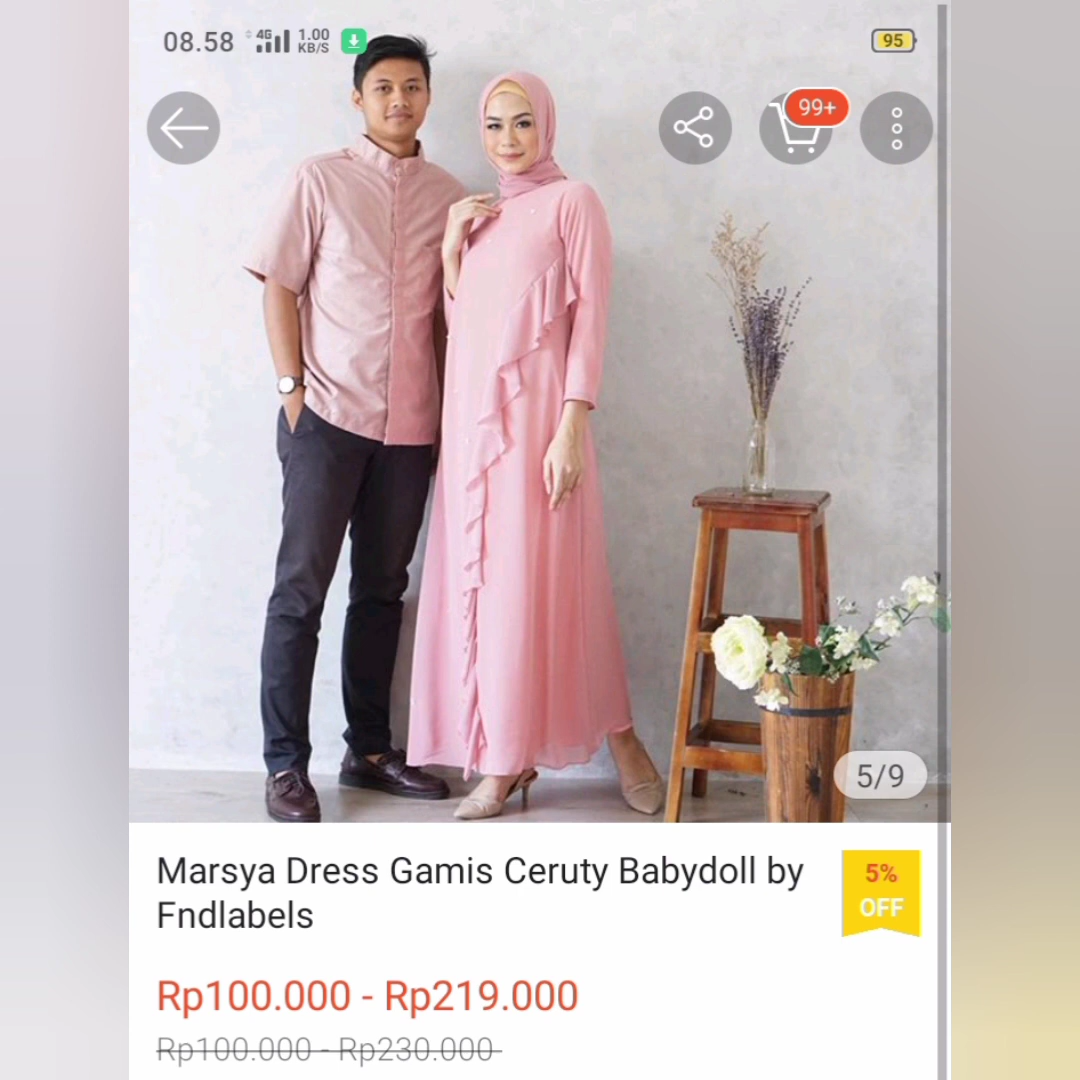 08.58 4G 1.00 KB/S 95
99+
5/9
Marsya Dress Gamis Ceruty Babydoll by
Fndlabels
5%
OFF
Rp100.000 - Rp219.000
Rp100.000 - Rp230.000